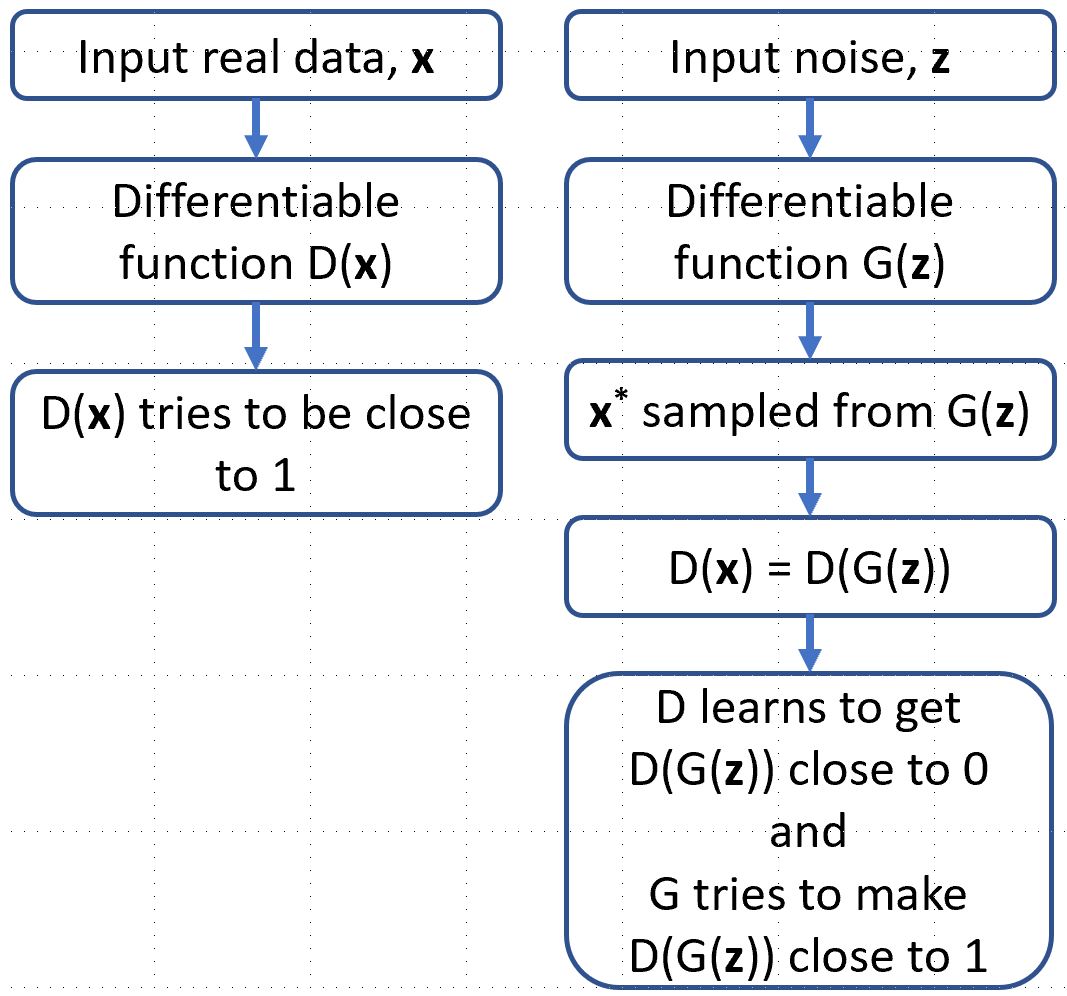 Input real data, x
Differentiable
function D(x)
D(x) tries to be close
to 1
Input noise, z
Differentiable
function G(z)
x* sampled from G(z)
D(x) = D(G(z))
D learns to get
D(G(z)) close to 0
and
G tries to make
D(G(z)) close to 1